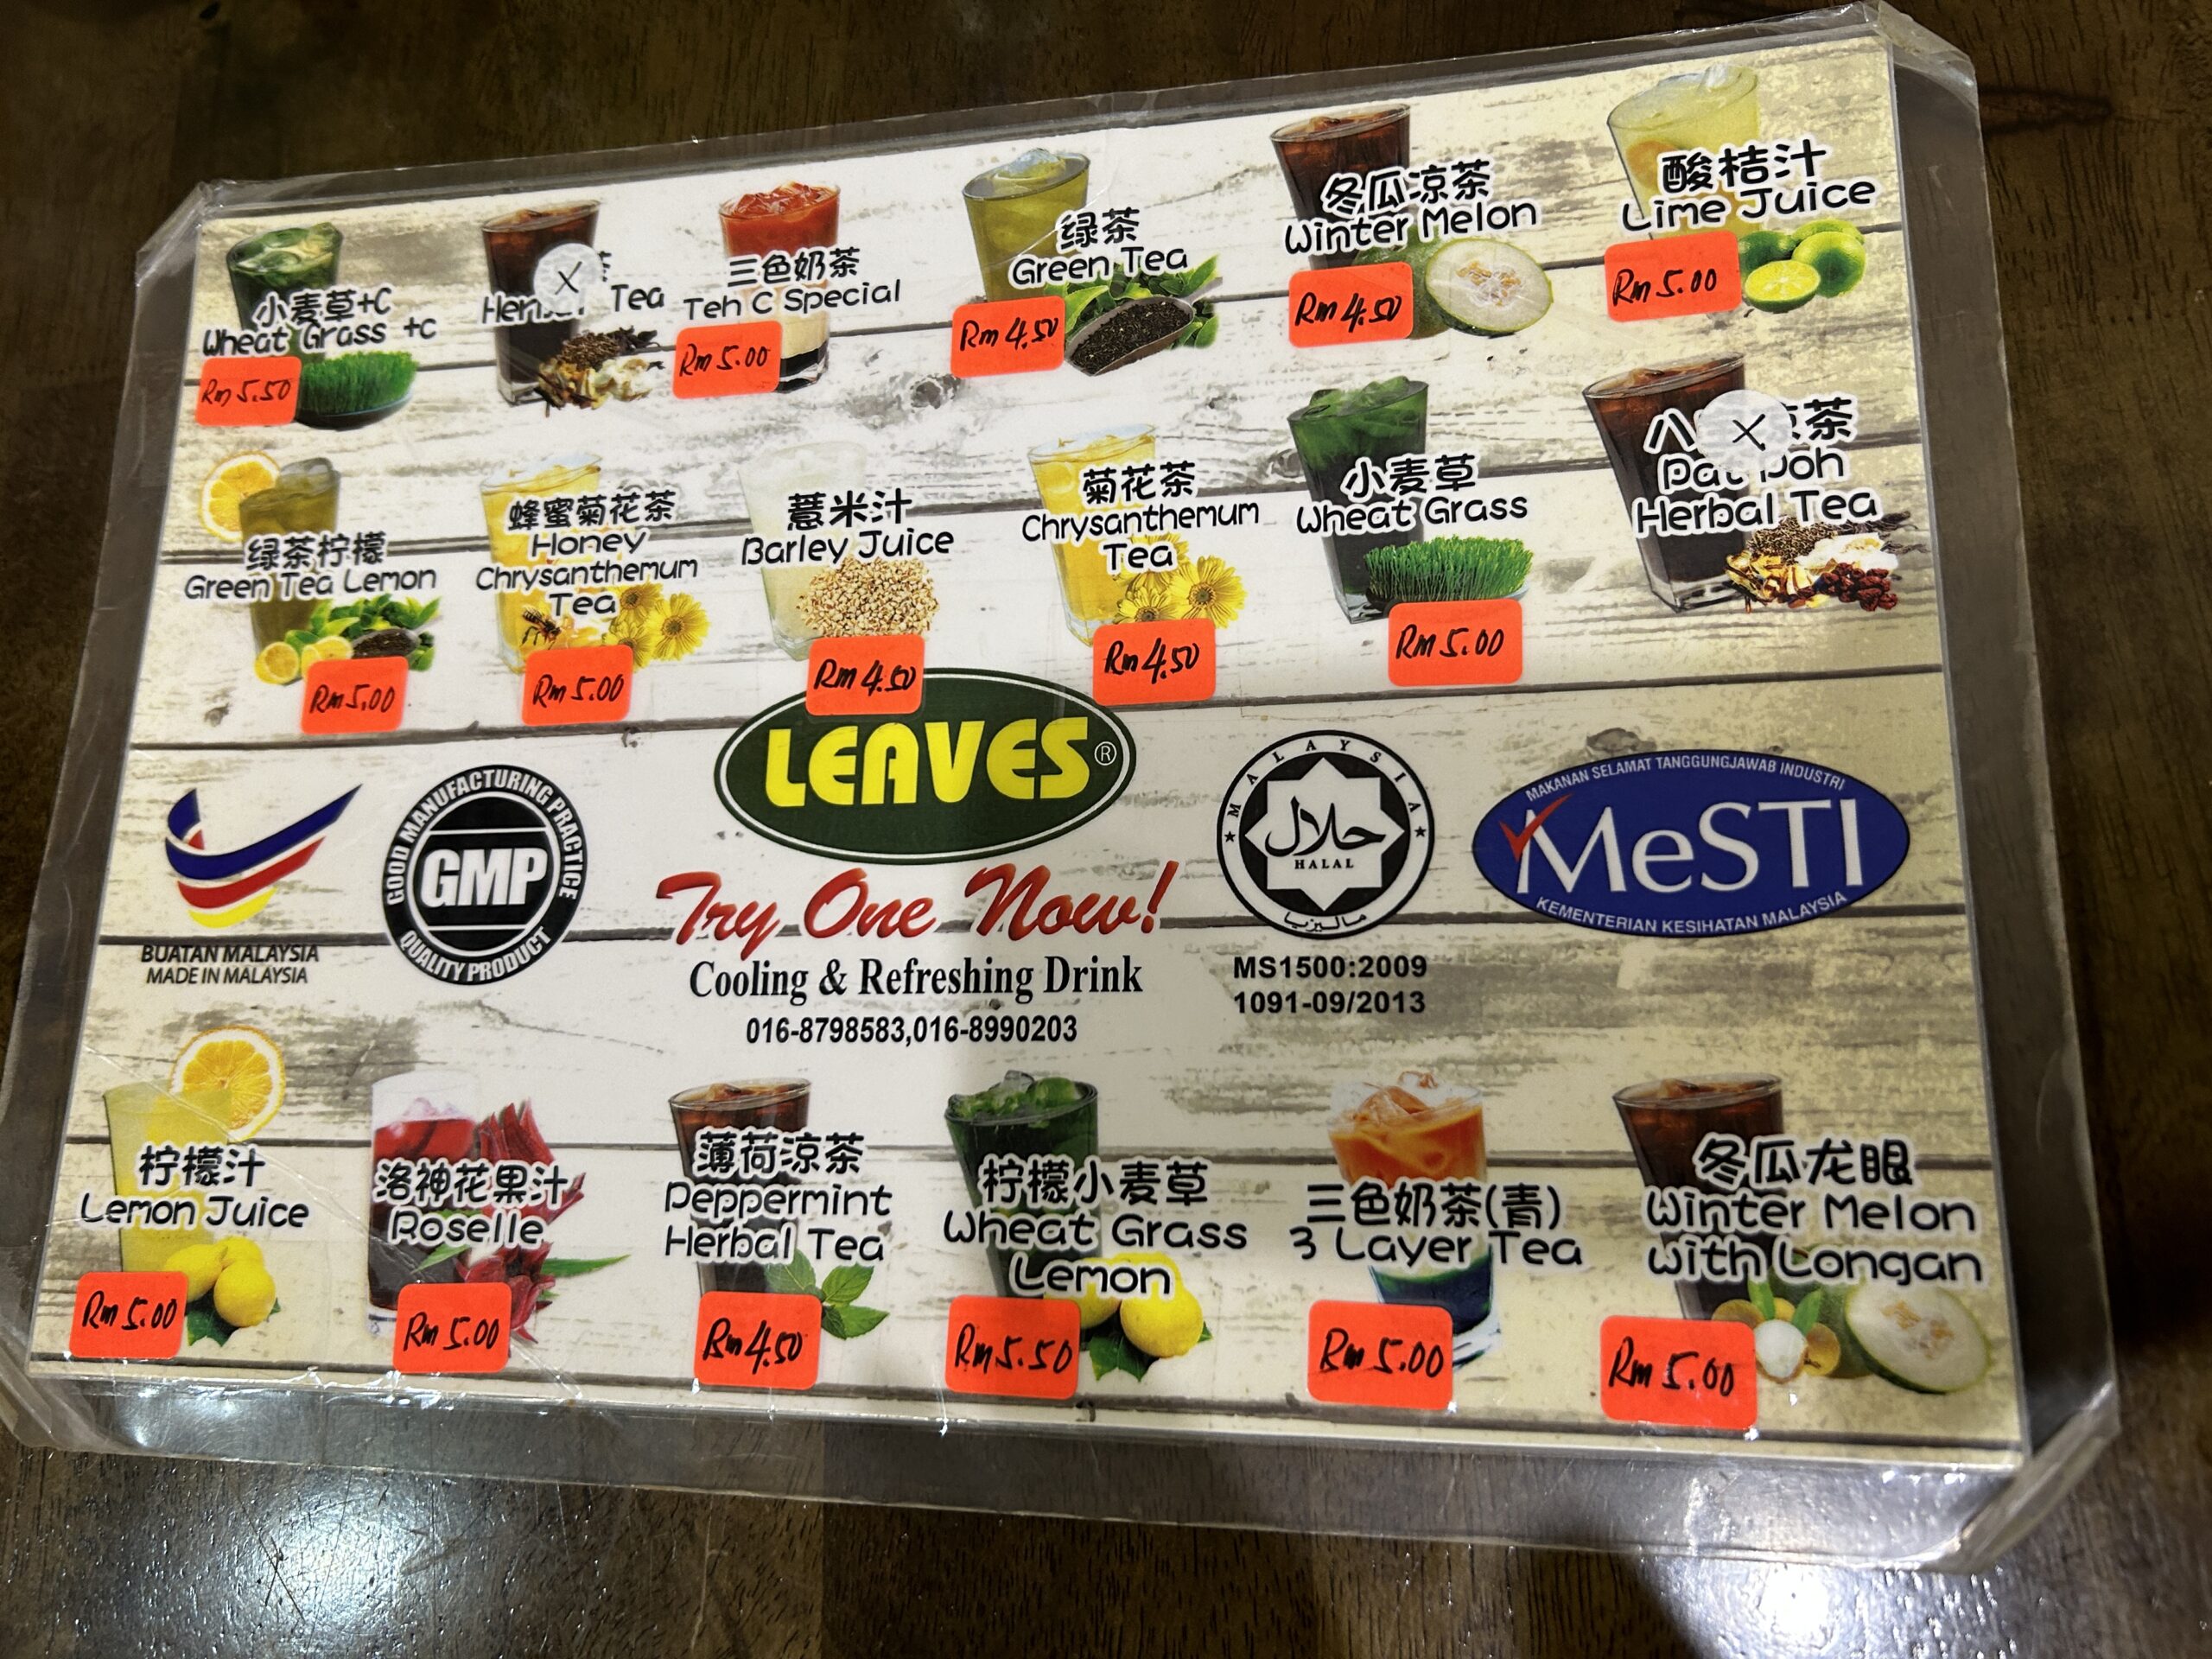 小麦草+C
Wheat Grass +c
Rm 5.50
X
Tea
三色奶茶
Teh C Special
Rm 5.00
绿茶
Green Tea
Rm 4.50
冬瓜凉茶
Winter Melon
Rm 4.50
酸桔汁
Lime Juice
Rm 5.00
绿茶柠檬
Green Tea Lemon
Rm 5.00
蜂蜜菊花茶
Honey
Chrysanthemum
Tea
Rm 5.00
薏米汁
Barley Juice
Rm 4.50
菊花茶
Chrysanthemum
Tea
Rm 4.50
小麦草
Wheat Grass
Rm 5.00
X
Herbal Tea
BUATAN MALAYSIA
MADE IN MALAYSIA
GOOD MANUFACTURING PRACTICE
GMP
QUALITY PRODUCT
LEAVES®
Try One Now!
Cooling & Refreshing Drink
016-8798583,016-8990203
MALAYSIA
حلال
HALAL
ماليزيا
MS1500:2009
1091-09/2013
MAKANAN SELAMAT TANGGUNGJAWAB INDUSTRI
MeSTI
KEMENTERIAN KESIHATAN MALAYSIA
柠檬汁
Lemon Juice
Rm 5.00
洛神花果汁
Roselle
Rm 5.00
薄荷凉茶
Peppermint
Herbal Tea
Rm 4.50
柠檬小麦草
Wheat Grass
Lemon
Rm 5.50
三色奶茶(青)
3 Layer Tea
Rm 5.00
冬瓜龙眼
Winter Melon
with Longan
Rm 5.00